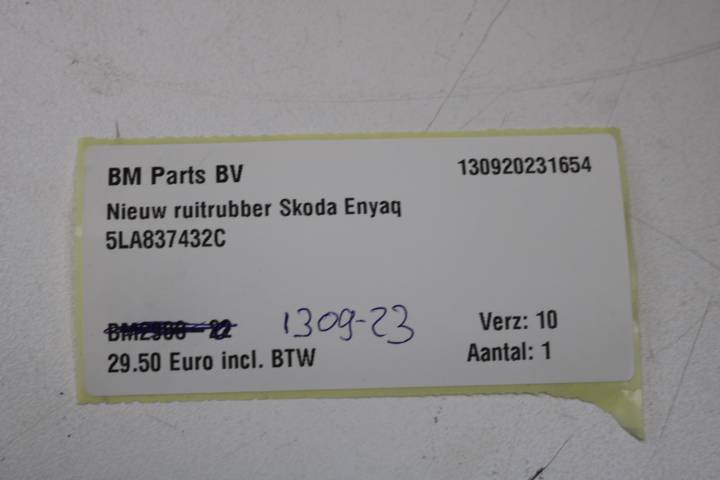 BM Parts BV 130920231654
Nieuw ruitrubber Skoda Enyaq
5LA837432C
1309-23 Verz: 10
29.50 Euro incl. BTW Aantal: 1